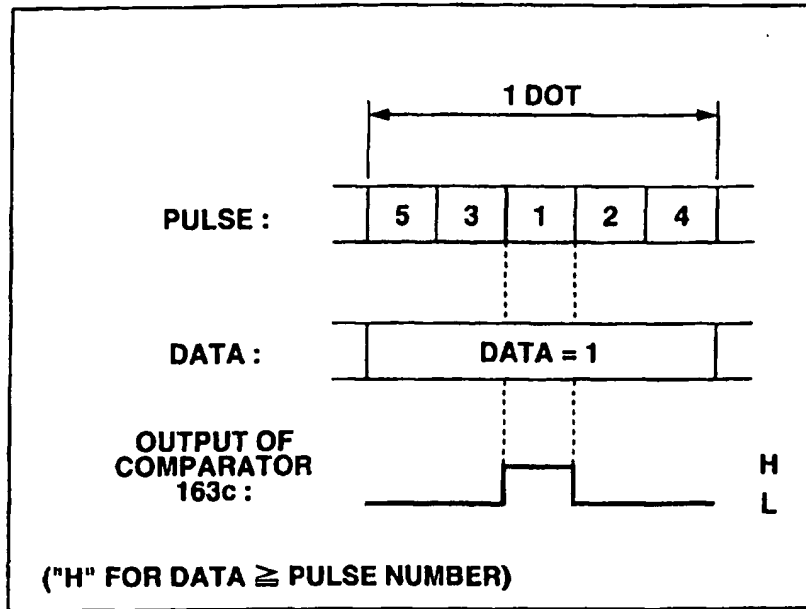 1 DOT
PULSE : 5 3 1 2 4
DATA : DATA = 1
OUTPUT OF
COMPARATOR
163c :
H
L
("H" FOR DATA ≧ PULSE NUMBER)